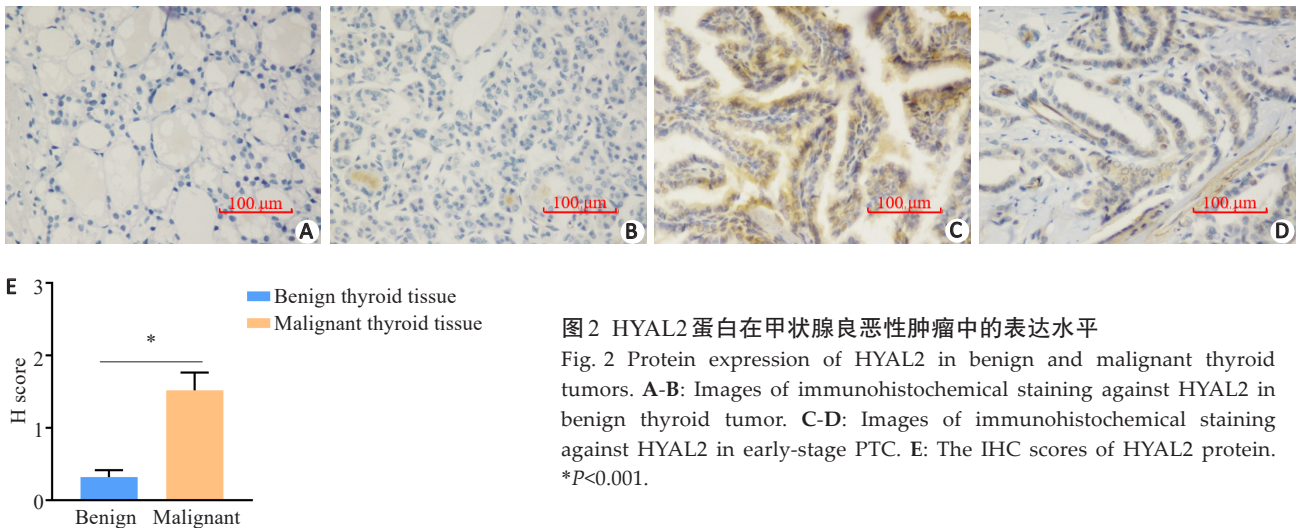 100 μm
A
100 μm
B
100 μm
C
100 μm
D
E
3
2
1
0
H score
*
Benign
Malignant
Benign thyroid tissue
Malignant thyroid tissue
图2 HYAL2蛋白在甲状腺良恶性肿瘤中的表达水平
Fig. 2 Protein expression of HYAL2 in benign and malignant thyroid
tumors. A-B: Images of immunohistochemical staining against HYAL2 in
benign thyroid tumor. C-D: Images of immunohistochemical staining
against HYAL2 in early-stage PTC. E: The IHC scores of HYAL2 protein.
*P<0.001.